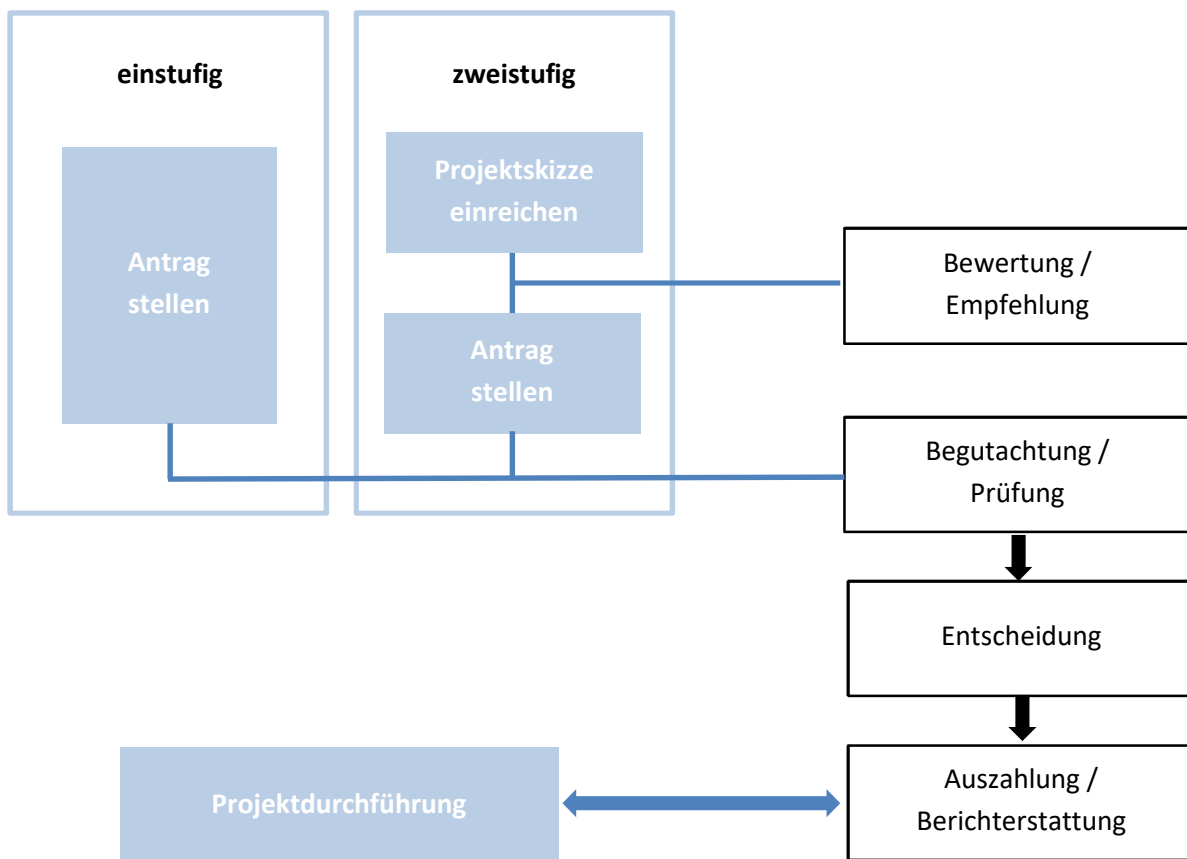 einstufig
zweistufig
Projektskizze
einreichen
Antrag
stellen
Bewertung /
Empfehlung
Antrag
stellen
Begutachtung /
Prüfung
Entscheidung
Projektdurchführung
Auszahlung /
Berichterstattung